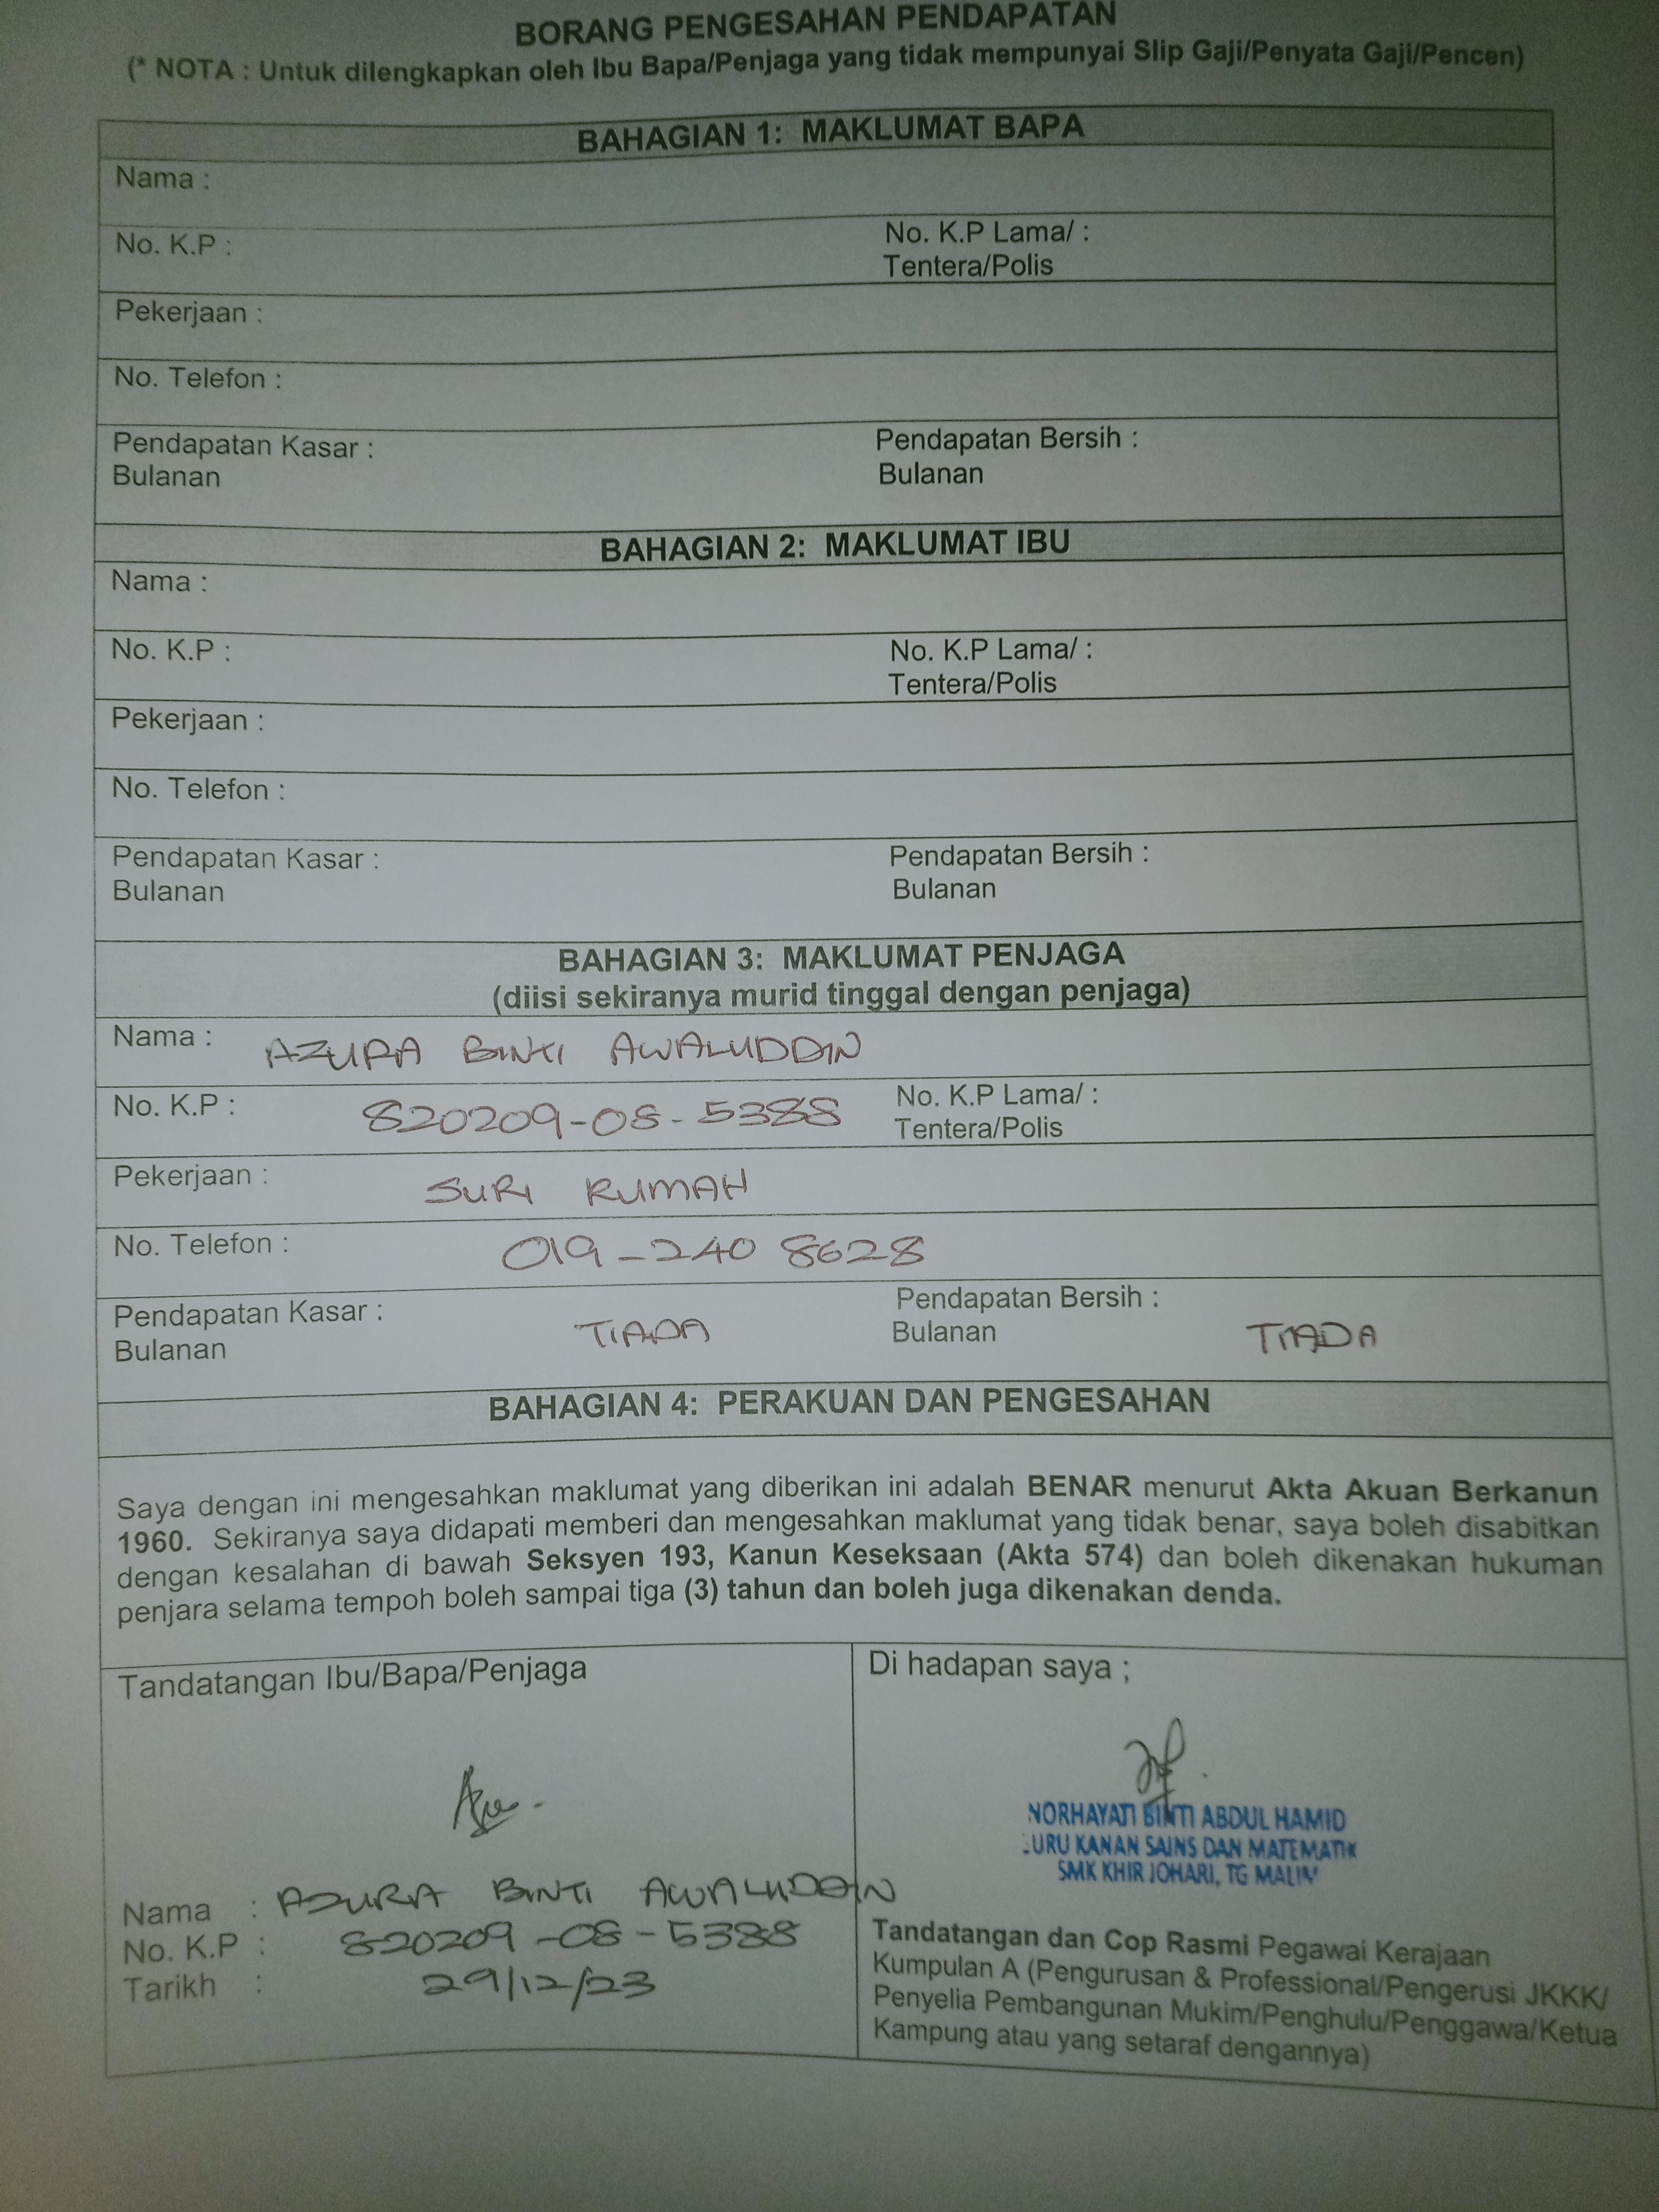 BORANG PENGESAHAN PENDAPATAN
(* NOTA : Untuk dilengkapkan oleh Ibu Bapa/Penjaga yang tidak mempunyai Slip Gaji/Penyata Gaji/Pencen)
BAHAGIAN 1: MAKLUMAT BAPA
Nama :
No. K.P :
No. K.P Lama/ :
Tentera/Polis
Pekerjaan :
No. Telefon :
Pendapatan Kasar :
Bulanan
Pendapatan Bersih :
Bulanan
BAHAGIAN 2: MAKLUMAT IBU
Nama :
No. K.P :
No. K.P Lama/ :
Tentera/Polis
Pekerjaan :
No. Telefon :
Pendapatan Kasar :
Bulanan
Pendapatan Bersih :
Bulanan
BAHAGIAN 3: MAKLUMAT PENJAGA
(diisi sekiranya murid tinggal dengan penjaga)
Nama : AZURA BINTI AWALUDDIN
No. K.P : 820209-08-5388
No. K.P Lama/ :
Tentera/Polis
Pekerjaan : SURI RUMAH
No. Telefon : 019-240 8628
Pendapatan Kasar : TIADA
Bulanan
Pendapatan Bersih :
Bulanan TIADA
BAHAGIAN 4: PERAKUAN DAN PENGESAHAN
Saya dengan ini mengesahkan maklumat yang diberikan ini adalah BENAR menurut Akta Akuan Berkanun
1960. Sekiranya saya didapati memberi dan mengesahkan maklumat yang tidak benar, saya boleh disabitkan
dengan kesalahan di bawah Seksyen 193, Kanun Keseksaan (Akta 574) dan boleh dikenakan hukuman
penjara selama tempoh boleh sampai tiga (3) tahun dan boleh juga dikenakan denda.
Tandatangan Ibu/Bapa/Penjaga
Nama : AZURA BINTI AWALUDDIN
No. K.P : 820209-08-5388
Tarikh : 29/12/23
Di hadapan saya ;
NORHAYATI BINTI ABDUL HAMID
GURU KANAN SAINS DAN MATEMATIK
SMK KHIR JOHARI, TG MALIM
Tandatangan dan Cop Rasmi Pegawai Kerajaan
Kumpulan A (Pengurusan & Professional/Pengerusi JKKK/
Penyelia Pembangunan Mukim/Penghulu/Penggawa/Ketua
Kampung atau yang setaraf dengannya)